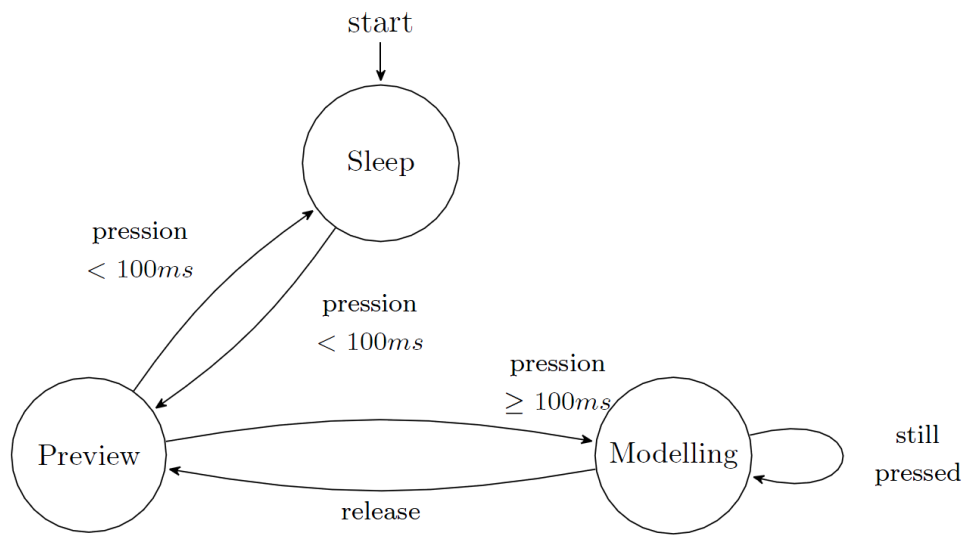 start
Sleep
pression
< 100ms
pression
< 100ms
pression
≥ 100ms
Preview
Modelling
still
pressed
release